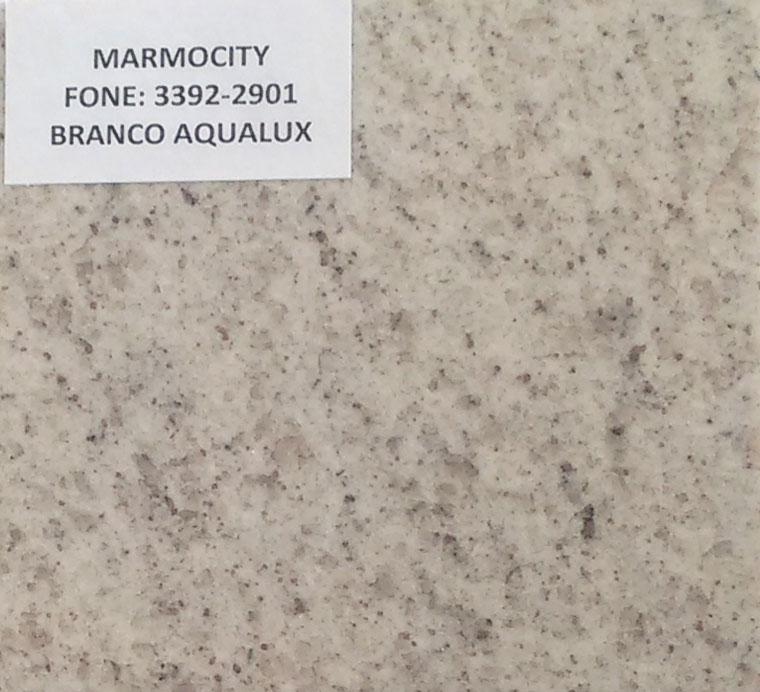 MARMOCITY
FONE: 3392-2901
BRANCO AQUALUX